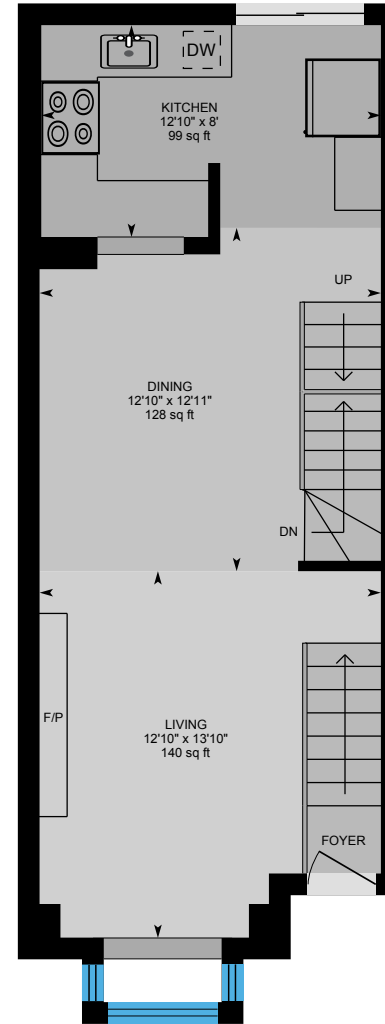 DW
KITCHEN
12'10" x 8'
99 sq ft
UP
DINING
12'10" x 12'11"
128 sq ft
DN
F/P
LIVING
12'10" x 13'10"
140 sq ft
FOYER